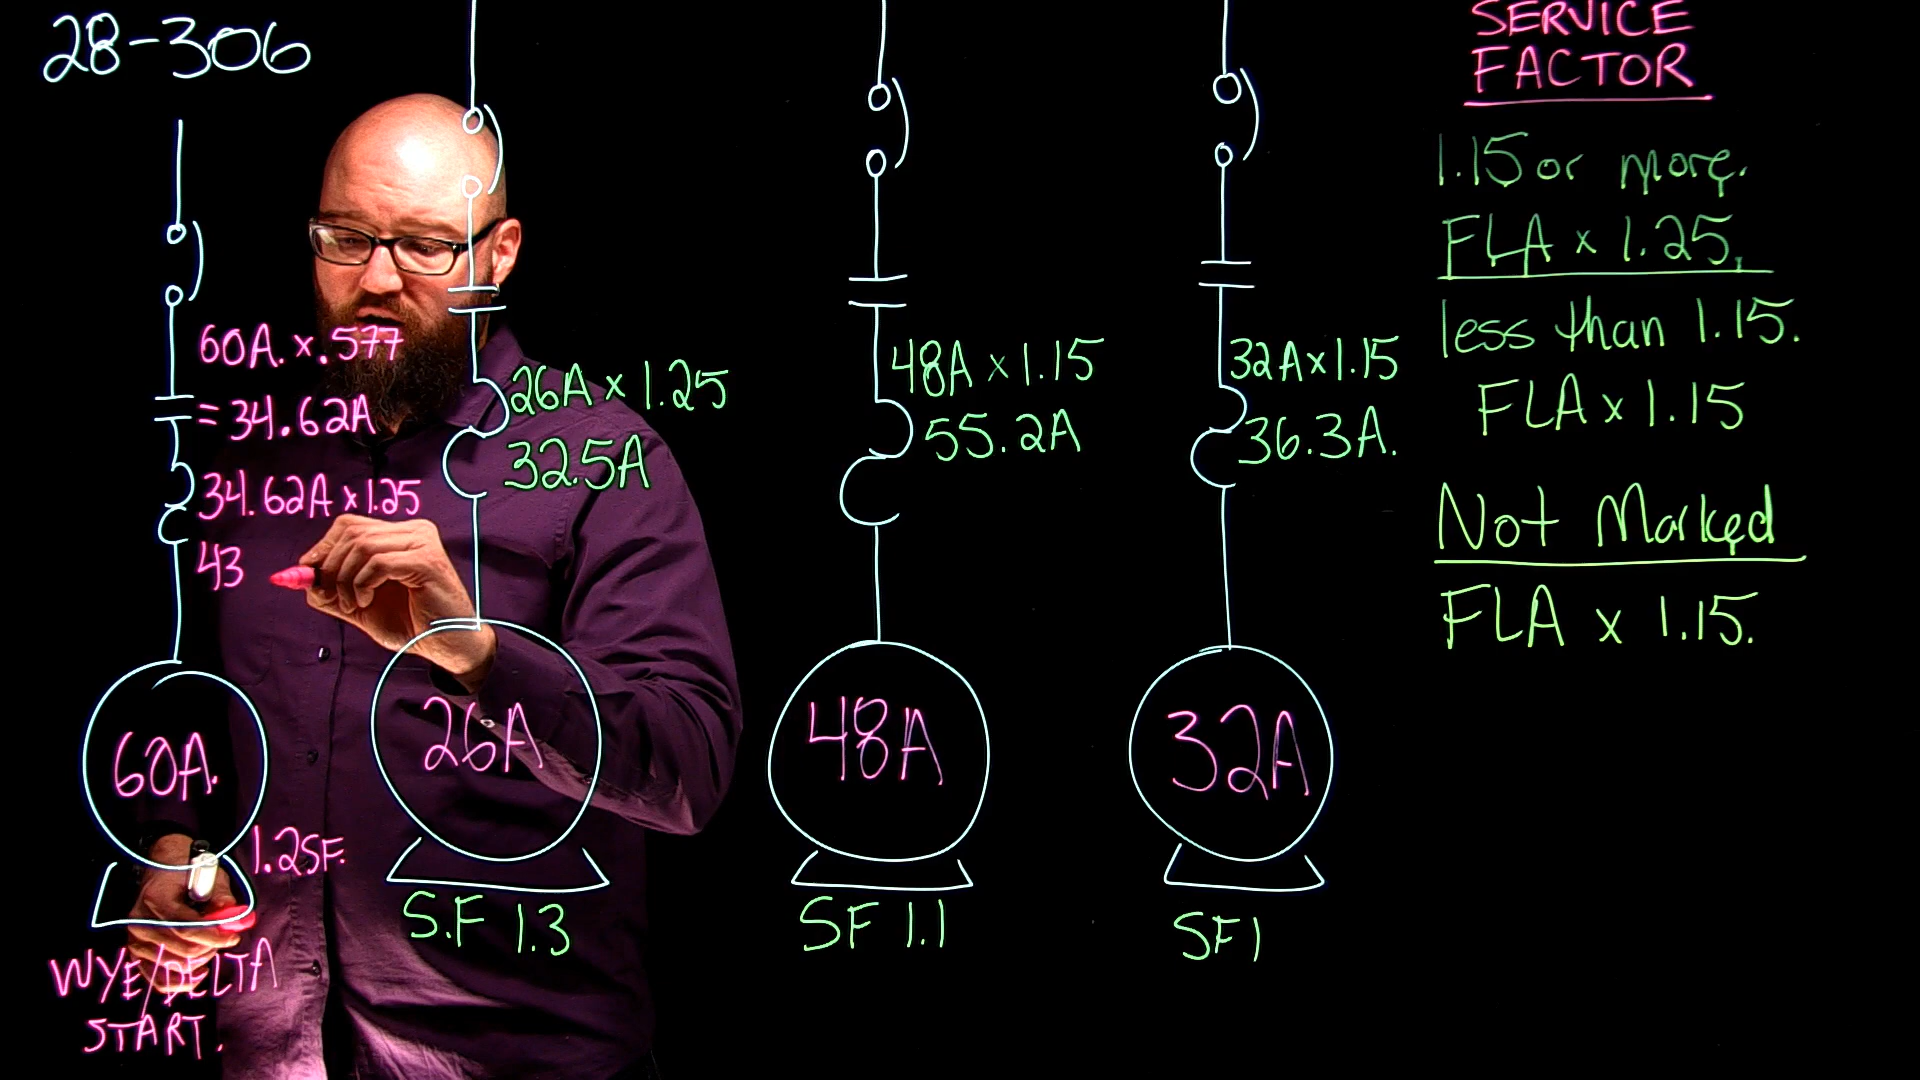 28-306
60A. x .577
= 34.62A
34.62A x 1.25
43
60A.
1.2SF.
WYE/DELTA
START.
26A x 1.25
32.5A
26A
S.F 1.3
48A x 1.15
55.2A
48A
SF 1.1
32A x 1.15
36.3A.
32A
SF 1
SERVICE
FACTOR
1.15 or more.
FLA x 1.25.
less than 1.15.
FLA x 1.15
Not Marked
FLA x 1.15.